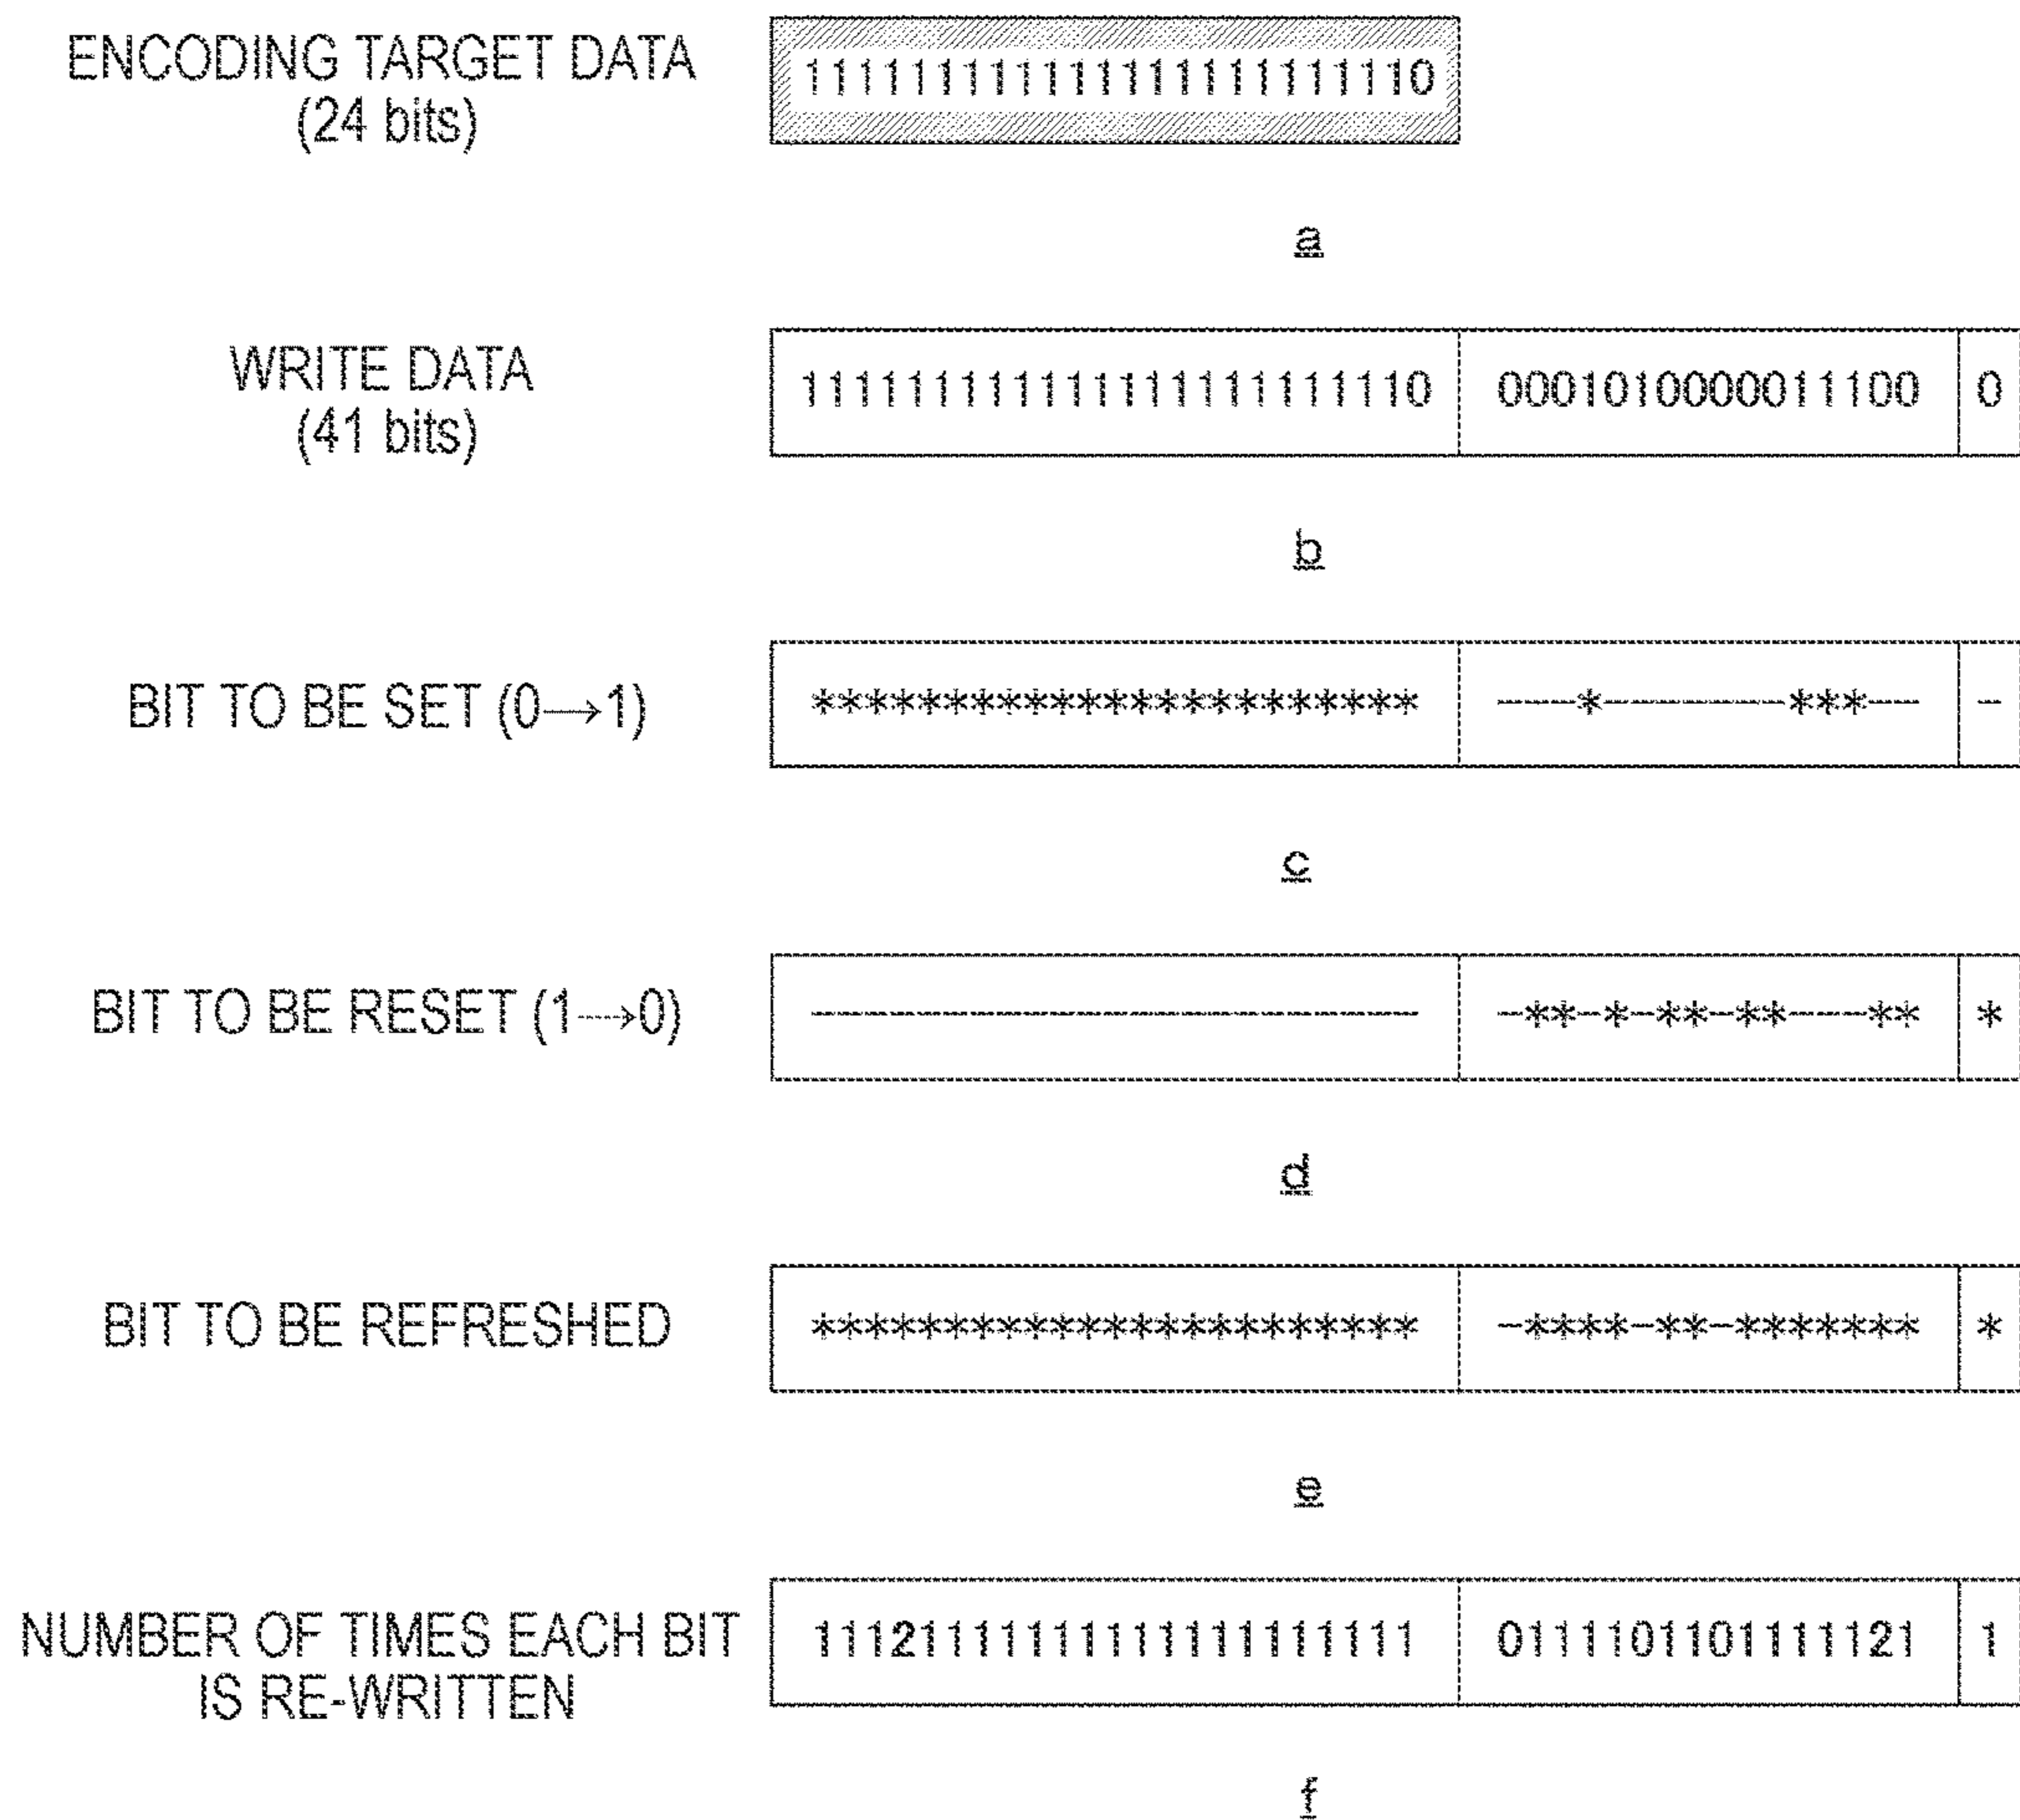 ENCODING TARGET DATA
(24 bits)
111111111111111111111110
a
WRITE DATA
(41 bits)
111111111111111111111110 0001010000011100 0
b
BIT TO BE SET (0→1)
*********************** ---*-------***-- -
c
BIT TO BE RESET (1→0)
----------------------- -**-*-**-**---** *
d
BIT TO BE REFRESHED
*********************** -****-**-******* *
e
NUMBER OF TIMES EACH BIT
IS RE-WRITTEN
11121111111111111111111 0111101101111121 1
f